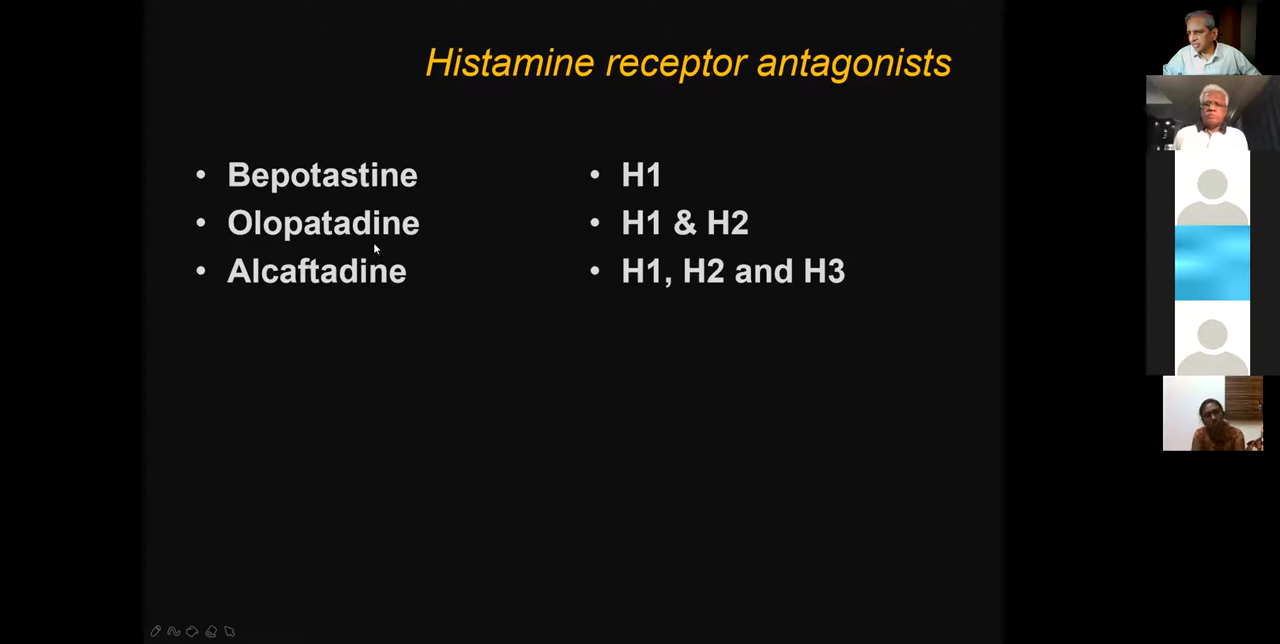 Histamine receptor antagonists
• Bepotastine
• Olopatadine
• Alcaftadine
• H1
• H1 & H2
• H1, H2 and H3